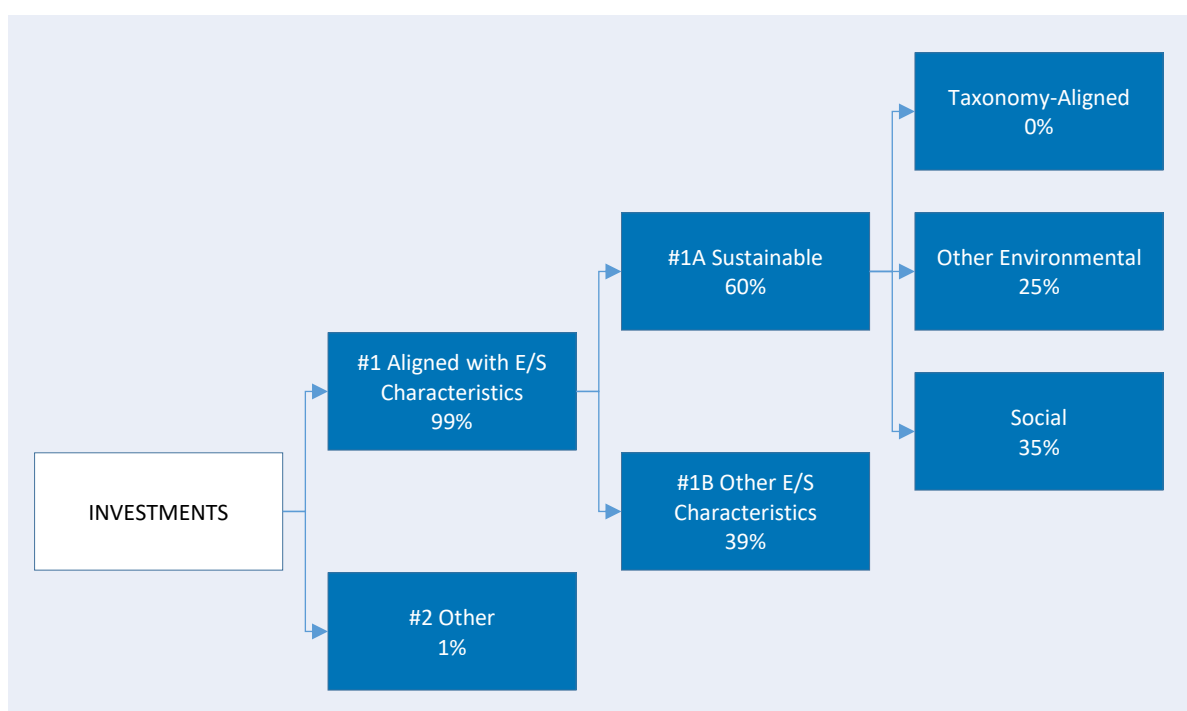 INVESTMENTS
#1 Aligned with E/S
Characteristics
99%
#2 Other
1%
#1A Sustainable
60%
#1B Other E/S
Characteristics
39%
Taxonomy-Aligned
0%
Other Environmental
25%
Social
35%